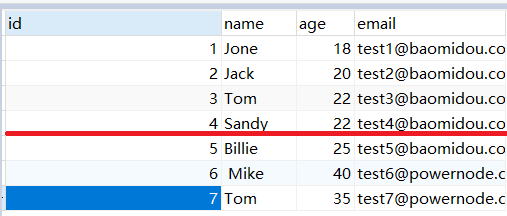 id name age email
1 Jone 18 test1@baomidou.co
2 Jack 20 test2@baomidou.co
3 Tom 22 test3@baomidou.co
4 Sandy 22 test4@baomidou.co
5 Billie 25 test5@baomidou.co
6 Mike 40 test6@powernode.c
7 Tom 35 test7@powernode.c